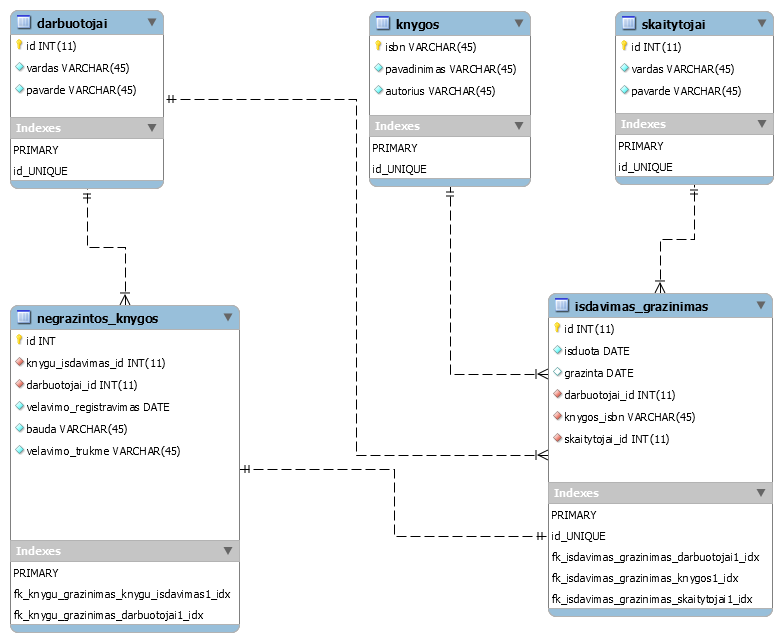 darbuotojai
id INT(11)
vardas VARCHAR(45)
pavarde VARCHAR(45)
Indexes
PRIMARY
id_UNIQUE
knygos
isbn VARCHAR(45)
pavadinimas VARCHAR(45)
autorius VARCHAR(45)
Indexes
PRIMARY
id_UNIQUE
skaitytojai
id INT(11)
vardas VARCHAR(45)
pavarde VARCHAR(45)
Indexes
PRIMARY
id_UNIQUE
negrazintos_knygos
id INT
knygu_isdavimas_id INT(11)
darbuotojai_id INT(11)
velavimo_registravimas DATE
bauda VARCHAR(45)
velavimo_trukme VARCHAR(45)
Indexes
PRIMARY
fk_knygu_grazinimas_knygu_isdavimas1_idx
fk_knygu_grazinimas_darbuotojai1_idx
isdavimas_grazinimas
id INT(11)
isduota DATE
grazinta DATE
darbuotojai_id INT(11)
knygos_isbn VARCHAR(45)
skaitytojai_id INT(11)
Indexes
PRIMARY
id_UNIQUE
fk_isdavimas_grazinimas_darbuotojai1_idx
fk_isdavimas_grazinimas_knygos1_idx
fk_isdavimas_grazinimas_skaitytojai1_idx